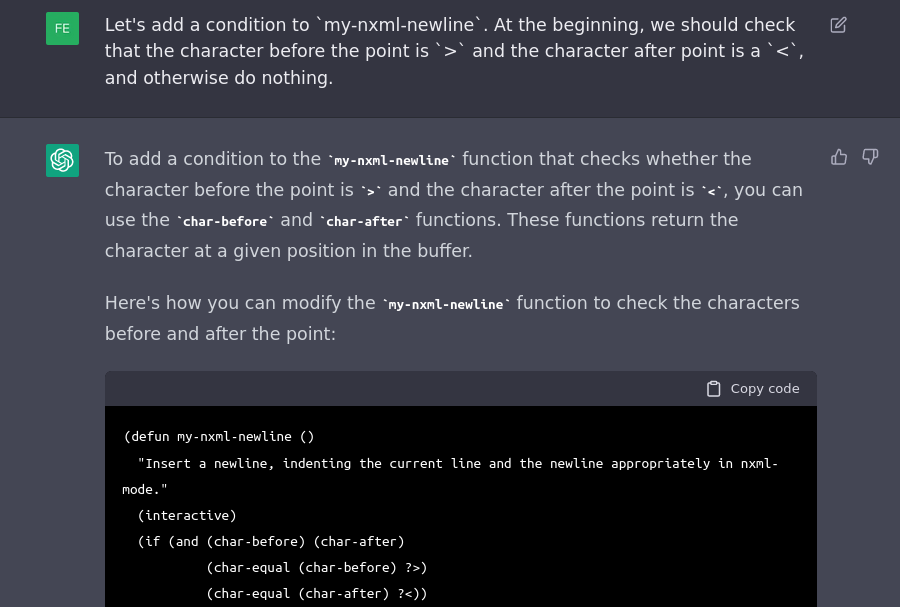 FE
Let's add a condition to `my-nxml-newline`. At the beginning, we should check
that the character before the point is `>` and the character after point is a `<`,
and otherwise do nothing.
To add a condition to the `my-nxml-newline` function that checks whether the
character before the point is `>` and the character after the point is `<`, you can
use the `char-before` and `char-after` functions. These functions return the
character at a given position in the buffer.
Here's how you can modify the `my-nxml-newline` function to check the characters
before and after the point:
Copy code
(defun my-nxml-newline ()
  "Insert a newline, indenting the current line and the newline appropriately in nxml-
mode."
  (interactive)
  (if (and (char-before) (char-after)
           (char-equal (char-before) ?>)
           (char-equal (char-after) ?<))